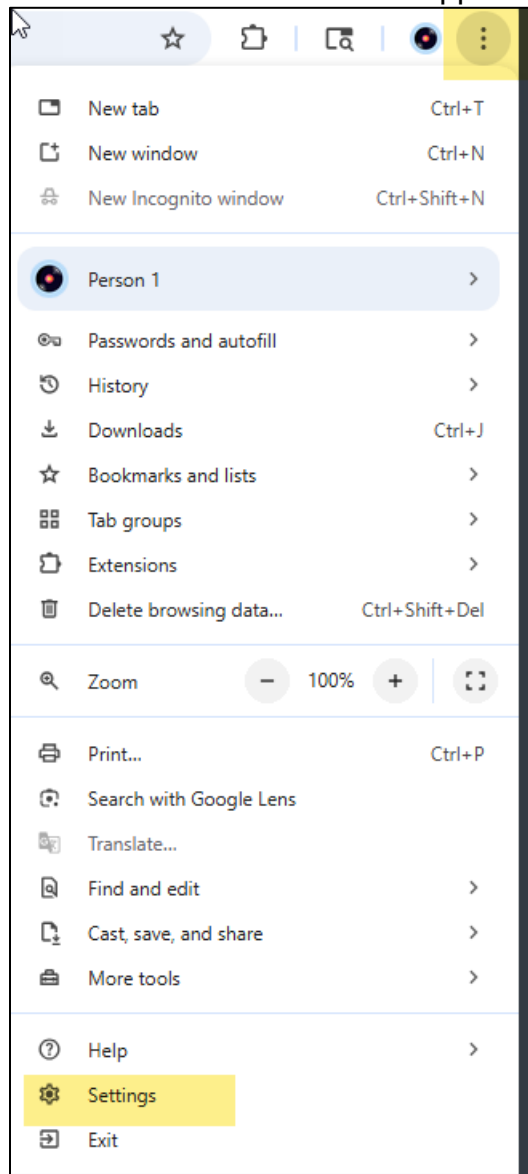 New tab Ctrl+T
New window Ctrl+N
New Incognito window Ctrl+Shift+N
Person 1
Passwords and autofill
History
Downloads Ctrl+J
Bookmarks and lists
Tab groups
Extensions
Delete browsing data... Ctrl+Shift+Del
Zoom - 100% +
Print... Ctrl+P
Search with Google Lens
Translate...
Find and edit
Cast, save, and share
More tools
Help
Settings
Exit